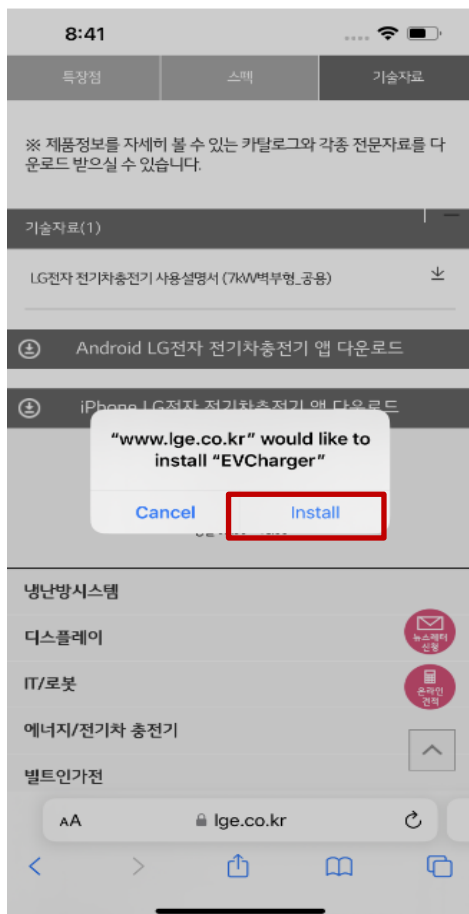 8:41
특장점 스펙 기술자료
※ 제품정보를 자세히 볼 수 있는 카탈로그와 각종 전문자료를 다
운로드 받으실 수 있습니다.
기술자료(1)
LG전자 전기차충전기 사용설명서 (7kW벽부형_공용)
Android LG전자 전기차충전기 앱 다운로드
iPhone LG전자 전기차충전기 앱 다운로드
“www.lge.co.kr” would like to
install “EVCharger”
Cancel Install
냉난방시스템
디스플레이
뉴스레터
신청
IT/로봇
온라인
견적
에너지/전기차 충전기
빌트인가전
AA lge.co.kr